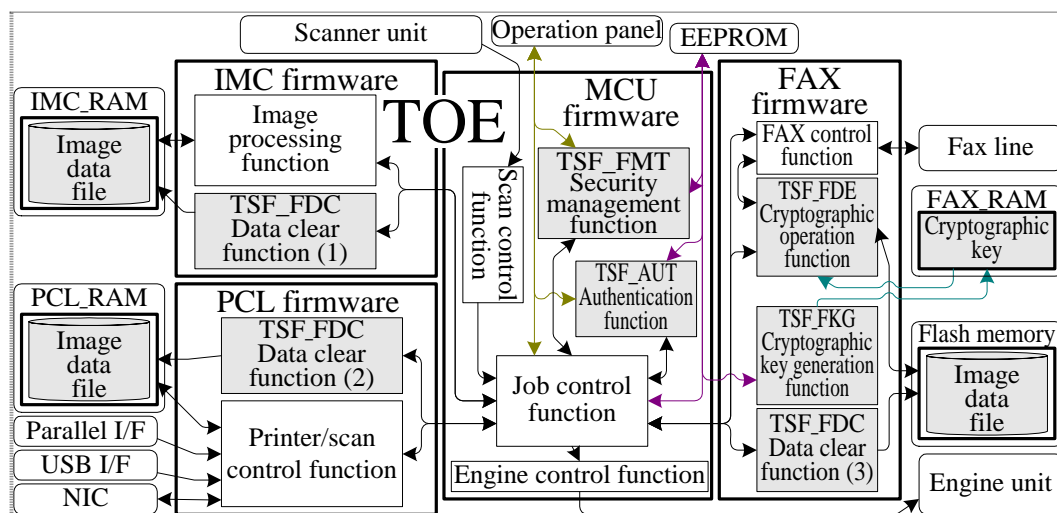 Scanner unit
Operation panel
EEPROM
IMC firmware
TOE
MCU
firmware
FAX
firmware
IMC_RAM
Image
data
file
Image
processing
function
TSF_FDC
Data clear
function (1)
Scan control
function
TSF_FMT
Security
management
function
TSF_AUT
Authentication
function
FAX control
function
TSF_FDE
Cryptographic
operation
function
Fax line
FAX_RAM
Cryptographic
key
PCL_RAM
Image
data
file
PCL firmware
TSF_FDC
Data clear
function (2)
Printer/scan
control function
Parallel I/F
USB I/F
NIC
Job control
function
Engine control function
TSF_FKG
Cryptographic
key generation
function
TSF_FDC
Data clear
function (3)
Flash memory
Image
data
file
Engine unit